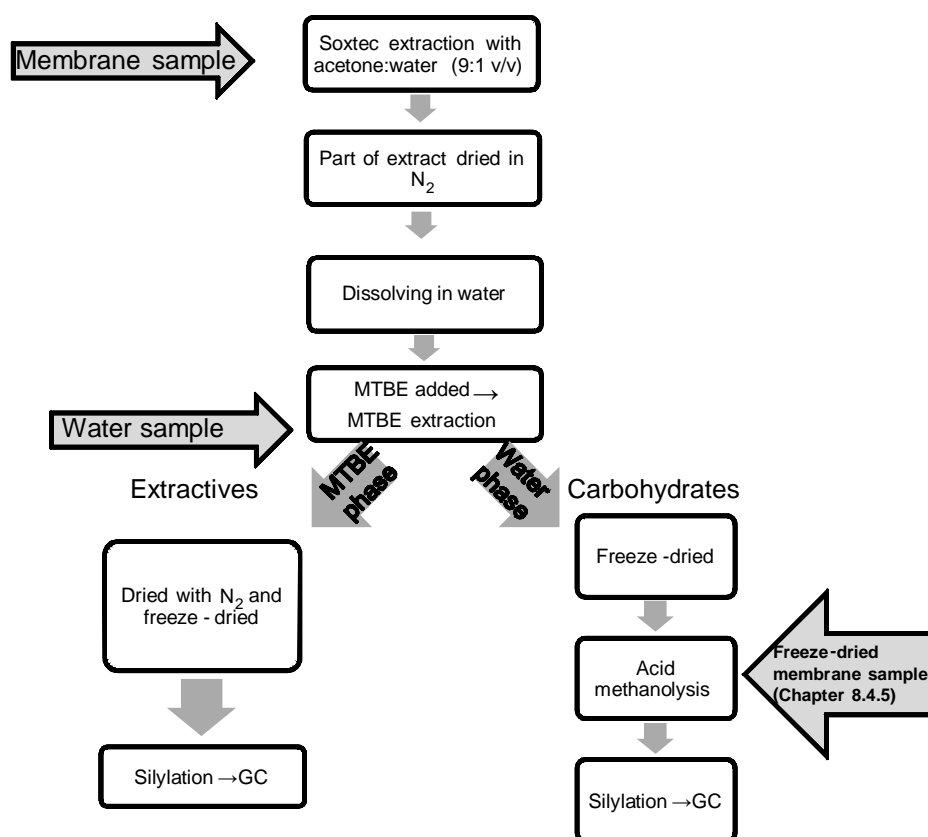 Membrane sample
Soxtec extraction with
acetone:water (9:1 v/v)
Part of extract dried in
N2
Dissolving in water
MTBE added →
MTBE extraction
Water sample
MTBE
phase
Water
phase
Extractives
Carbohydrates
Dried with N2 and
freeze - dried
Silylation →GC
Freeze -dried
Acid
methanolysis
Freeze-dried
membrane sample
(Chapter 8.4.5)
Silylation →GC